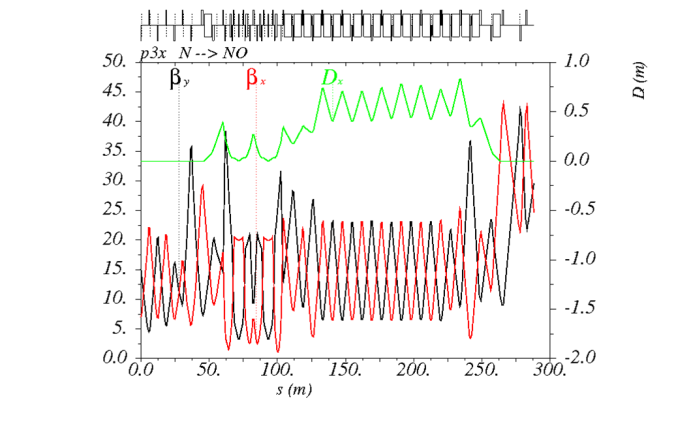 p3x N --> NO
βy βx Dx
50. 1.0
45.
40. 0.5
35.
30. 0.0
25. -0.5
20.
15. -1.0
10. -1.5
5.
0.0 -2.0
0.0 50. 100. 150. 200. 250. 300.
s (m)
D (m)